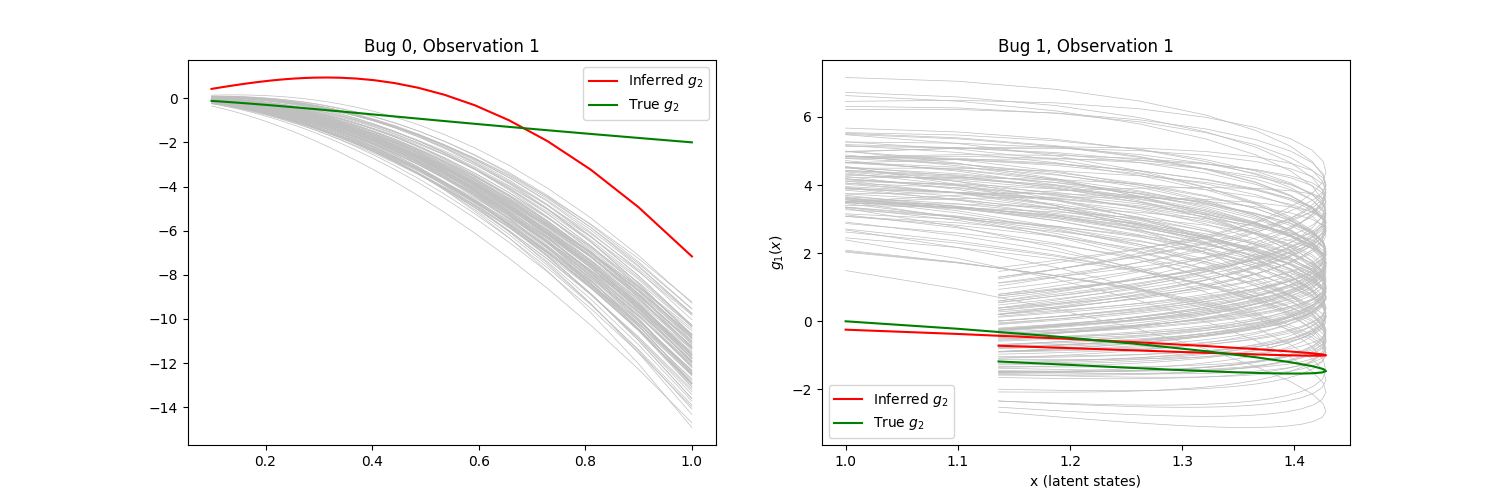 Bug 0, Observation 1
Inferred g₂
True g₂
0
−2
−4
−6
−8
−10
−12
−14
0.2 0.4 0.6 0.8 1.0
Bug 1, Observation 1
g₁(x)
6
4
2
0
−2
Inferred g₂
True g₂
1.0 1.1 1.2 1.3 1.4
x (latent states)